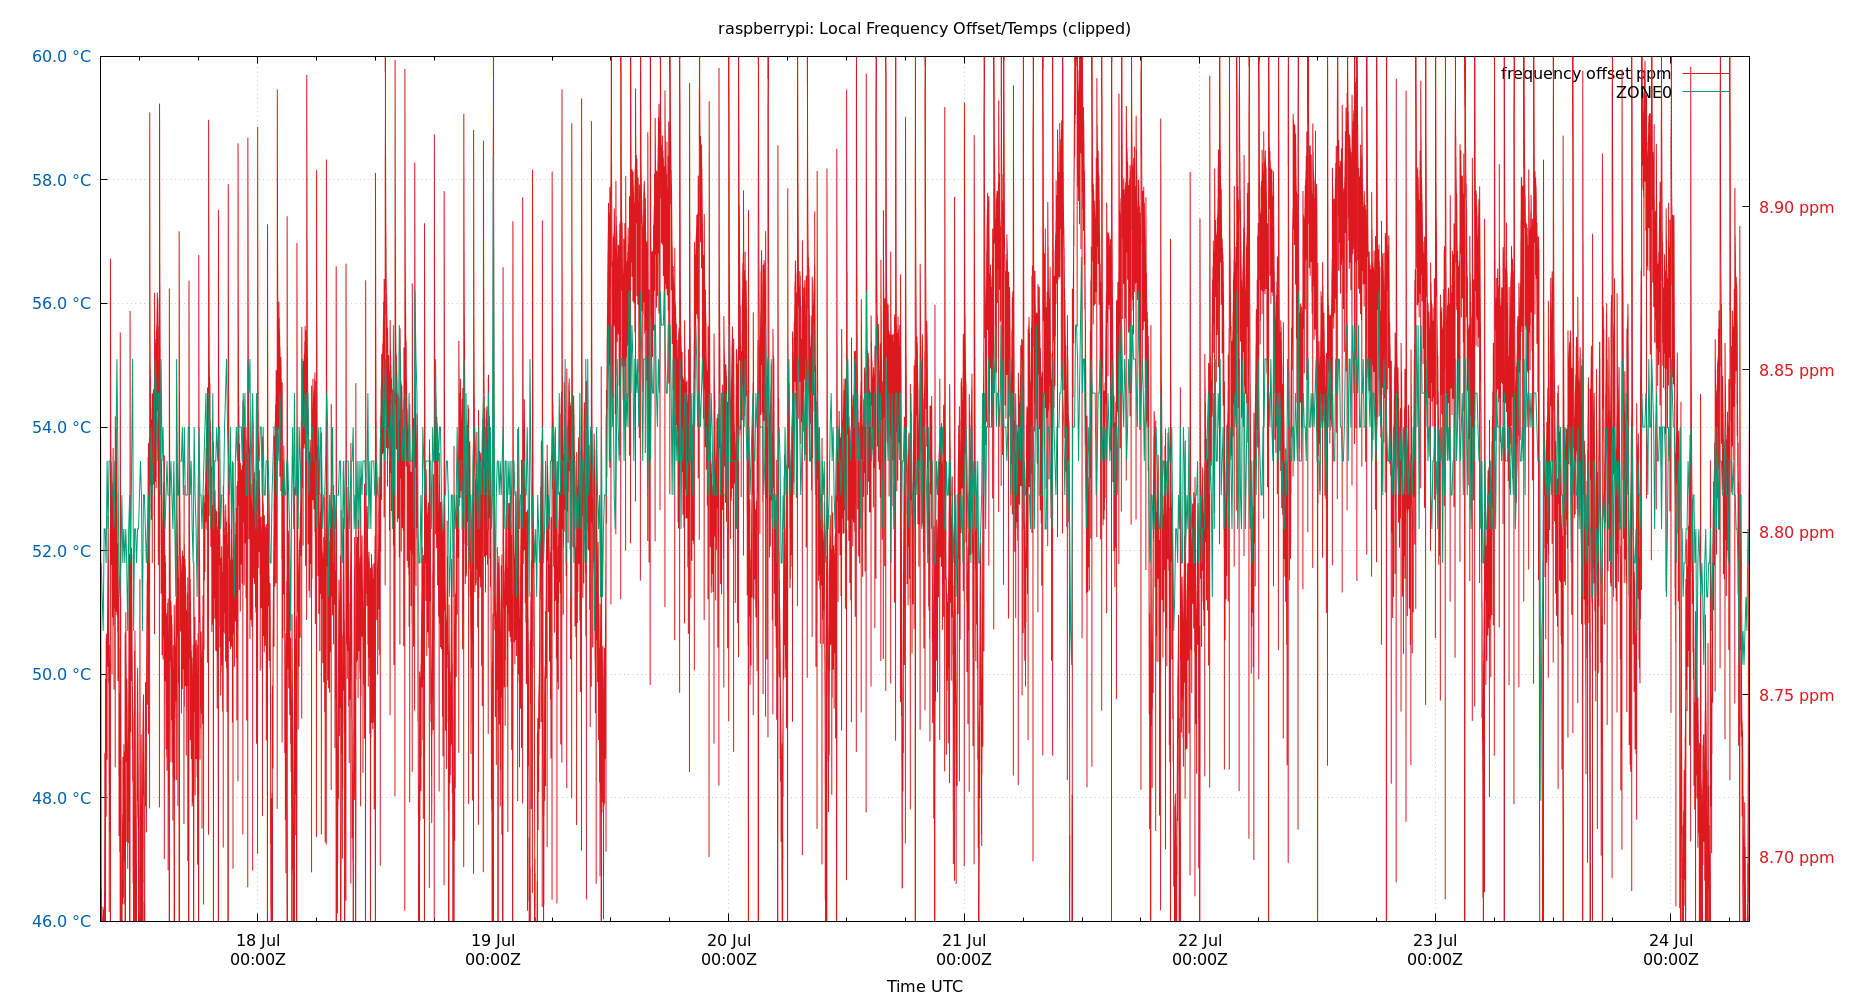 raspberrypi: Local Frequency Offset/Temps (clipped)
frequency offset ppm
ZONE0
60.0 °C
58.0 °C
56.0 °C
54.0 °C
52.0 °C
50.0 °C
48.0 °C
46.0 °C
8.90 ppm
8.85 ppm
8.80 ppm
8.75 ppm
8.70 ppm
18 Jul 19 Jul 20 Jul 21 Jul 22 Jul 23 Jul 24 Jul
00:00Z 00:00Z 00:00Z 00:00Z 00:00Z 00:00Z 00:00Z
Time UTC